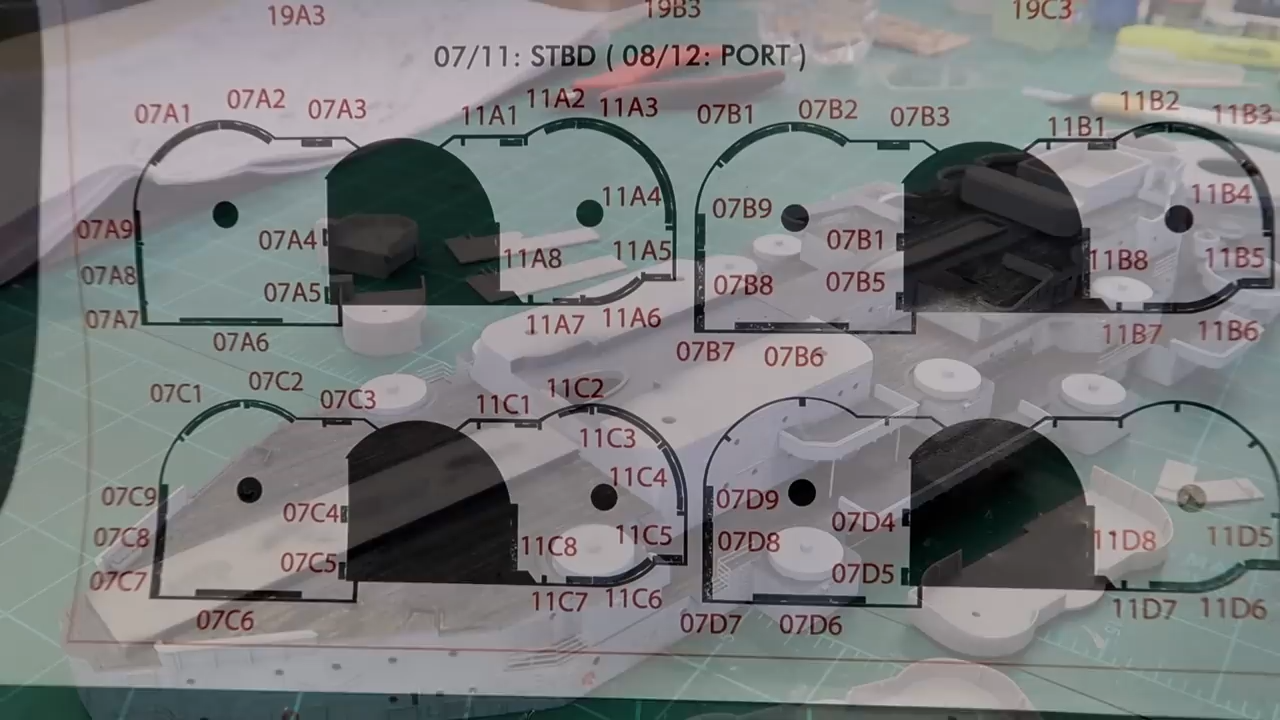 19A3 19B3 19C3
07/11: STBD ( 08/12: PORT )
07A1 07A2 07A3 11A1 11A2 11A3 07B1 07B2 07B3 11B1 11B2 11B3
07A9 07A4 11A4 07B9 07B1 11B4
07A8 07A5 11A8 11A5 07B8 07B5 11B8 11B5
07A7 07A6 11A7 11A6 07B7 07B6 11B7 11B6
07C1 07C2 07C3 11C1 11C2
11C3
07C9 07C4 11C4 07D9 07D4
07C8 07C5 11C8 11C5 07D8 07D5 11D8 11D5
07C7 07C6 11C7 11C6 07D7 07D6 11D7 11D6